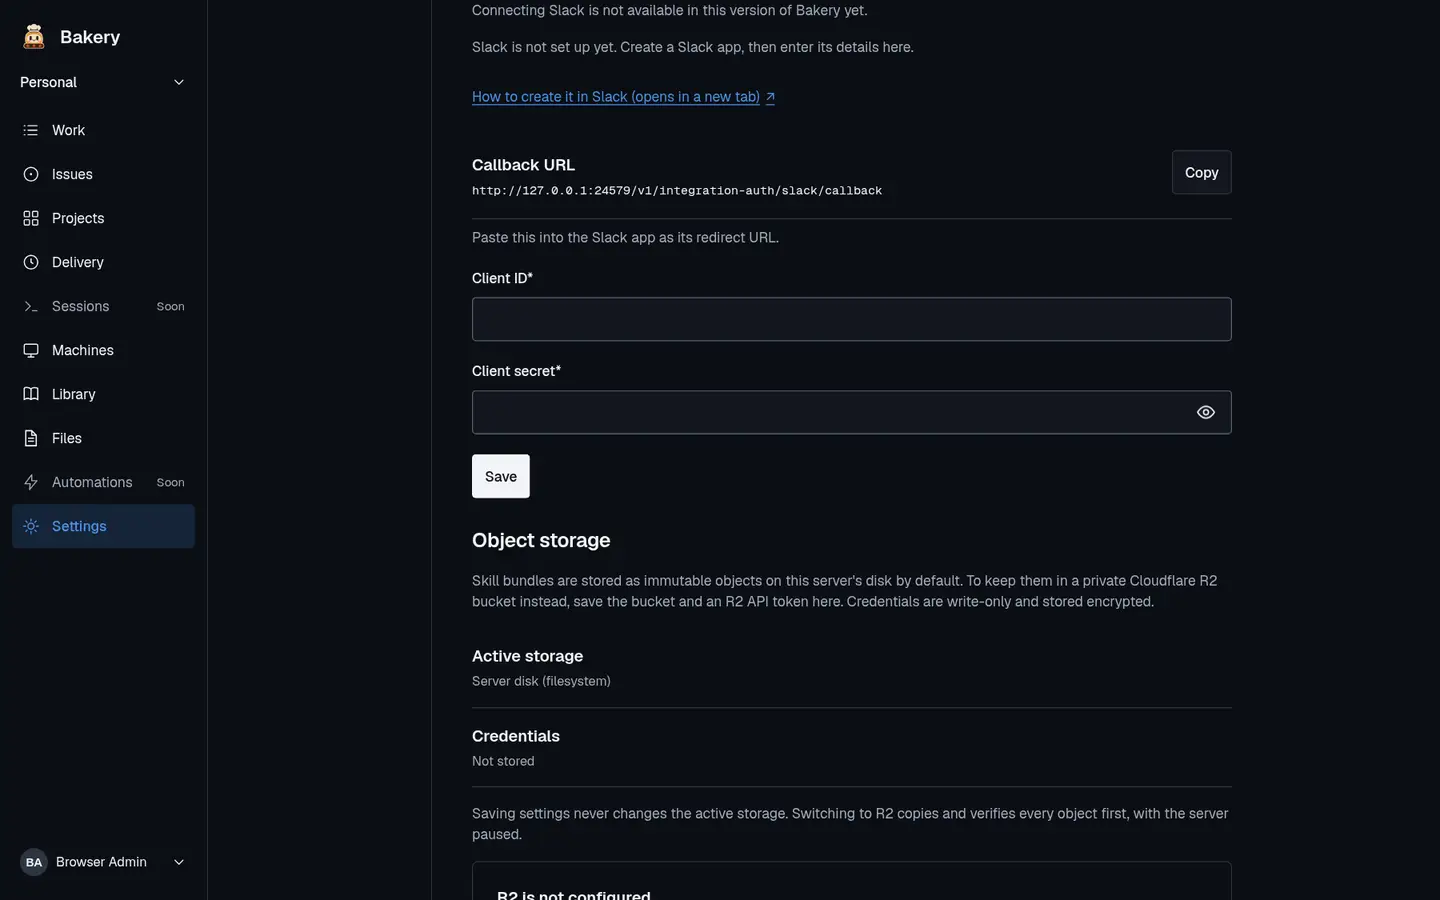 Bakery
Personal
Work
Issues
Projects
Delivery
Sessions Soon
Machines
Library
Files
Automations Soon
Settings
BA Browser Admin
Connecting Slack is not available in this version of Bakery yet.
Slack is not set up yet. Create a Slack app, then enter its details here.
How to create it in Slack (opens in a new tab) ↗
Callback URL
http://127.0.0.1:24579/v1/integration-auth/slack/callback
Copy
Paste this into the Slack app as its redirect URL.
Client ID*
Client secret*
Save
Object storage
Skill bundles are stored as immutable objects on this server's disk by default. To keep them in a private Cloudflare R2
bucket instead, save the bucket and an R2 API token here. Credentials are write-only and stored encrypted.
Active storage
Server disk (filesystem)
Credentials
Not stored
Saving settings never changes the active storage. Switching to R2 copies and verifies every object first, with the server
paused.
R2 is not configured